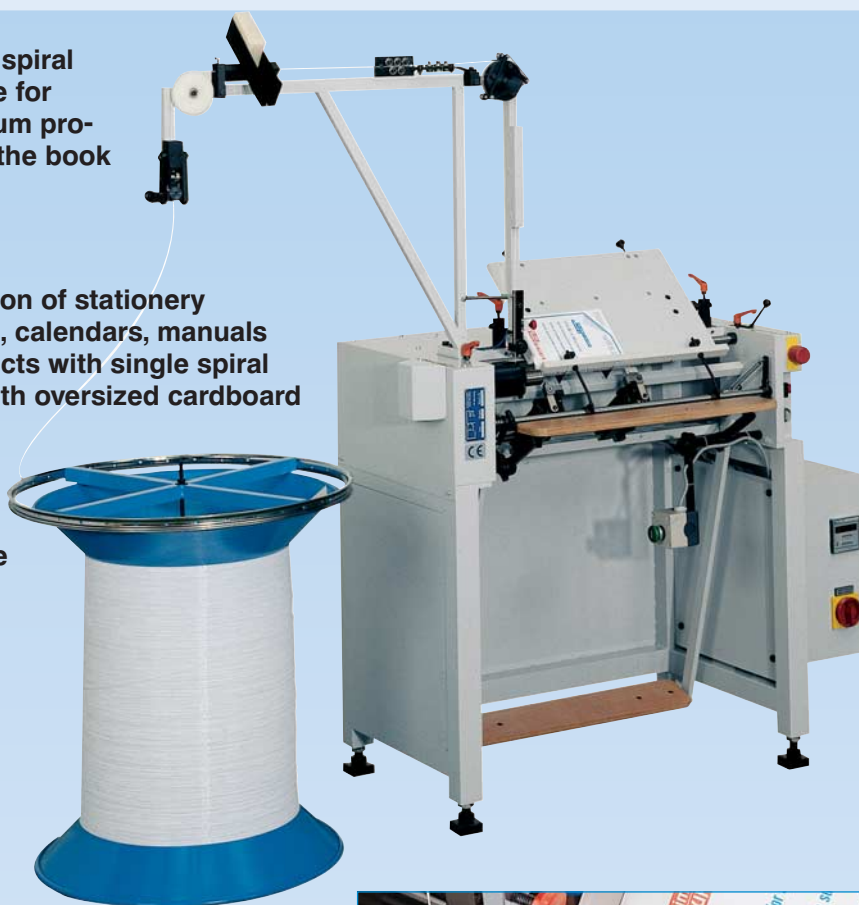 spiral
e for
um pro-
the book
on of stationery
, calendars, manuals
cts with single spiral
th oversized cardboard
e
CE